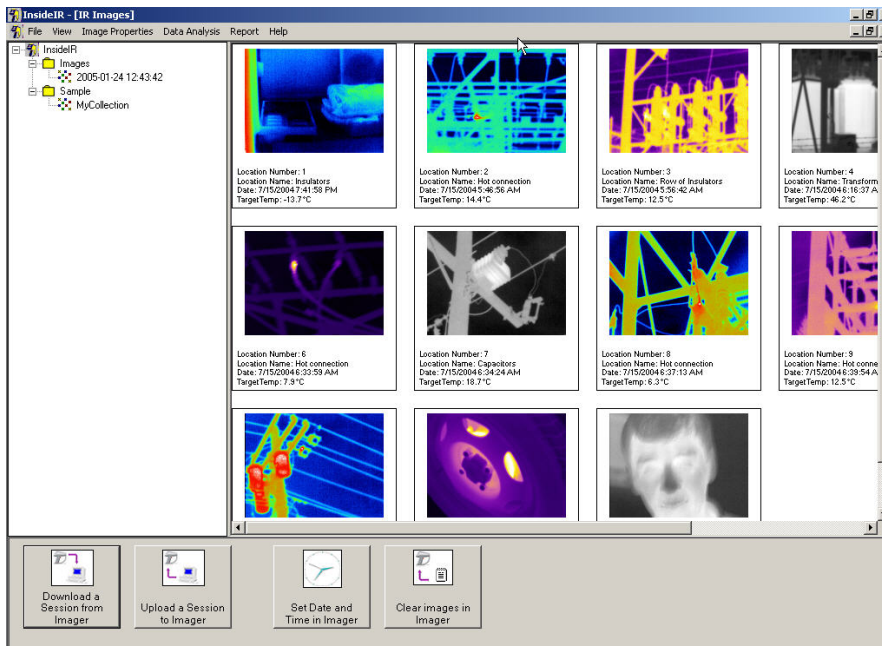 InsideIR - [IR Images]
File View Image Properties Data Analysis Report Help
InsideIR
Images
2005-01-24 12:43:42
Sample
MyCollection
Location Number: 1
Location Name: Insulators
Date: 7/15/2004 7:41:58 PM
TargetTemp: -13.7°C
Location Number: 2
Location Name: Hot connection
Date: 7/15/2004 5:46:56 AM
TargetTemp: 14.4°C
Location Number: 3
Location Name: Row of Insulators
Date: 7/15/2004 5:56:42 AM
TargetTemp: 12.5°C
Location Number: 4
Location Name: Transform
Date: 7/15/2004 6:16:37 A
TargetTemp: 46.2°C
Location Number: 6
Location Name: Hot connection
Date: 7/15/2004 6:33:59 AM
TargetTemp: 7.9°C
Location Number: 7
Location Name: Capacitors
Date: 7/15/2004 6:34:24 AM
TargetTemp: 18.7°C
Location Number: 8
Location Name: Hot connection
Date: 7/15/2004 6:37:13 AM
TargetTemp: 6.3°C
Location Number: 9
Location Name: Hot conne
Date: 7/15/2004 6:39:54 A
TargetTemp: 12.5°C
Download a
Session from
Imager
Upload a Session
to Imager
Set Date and
Time in Imager
Clear images in
Imager